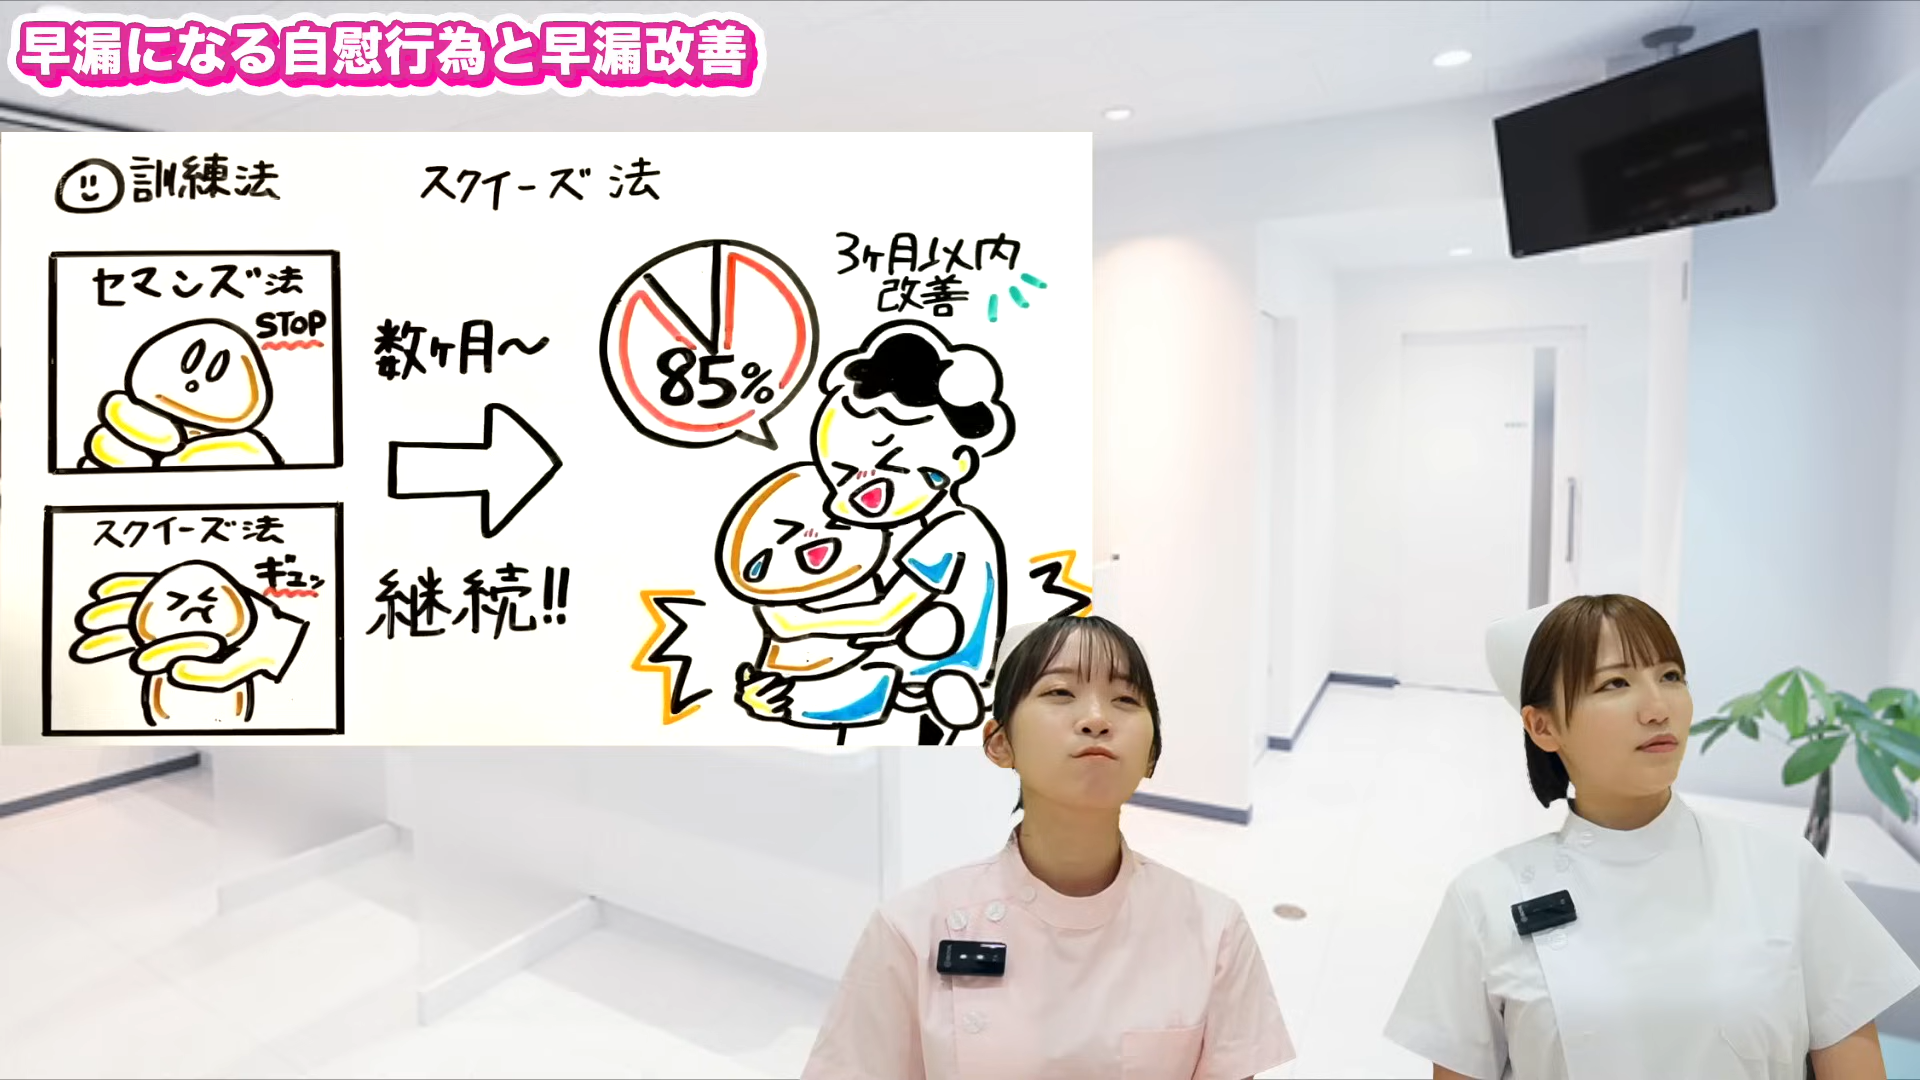 早漏になる自慰行為と早漏改善
訓練法
スクイーズ法
セマンズ法
STOP
スクイーズ法
ギュッ
数ヶ月〜
継続!!
85%
3ヶ月以内
改善